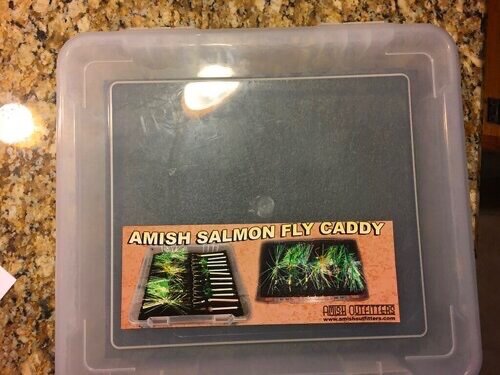 AMISH SALMON FLY CADDY
AMISH OUTFITTERS
www.amishoutfitters.com